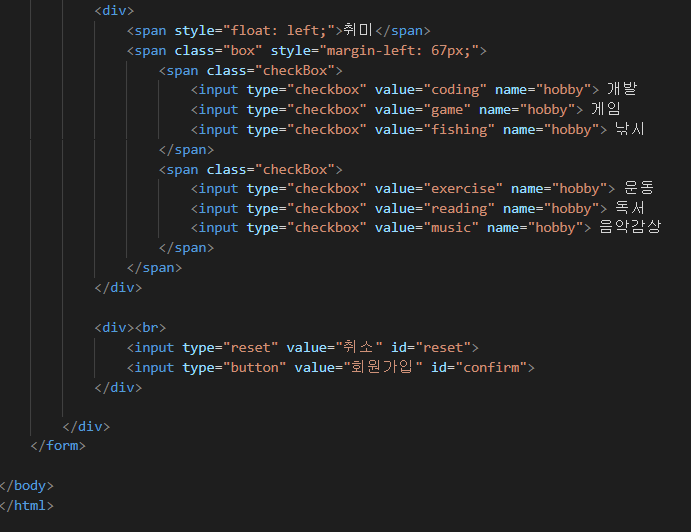 <div>
<span style="float: left;">취미</span>
<span class="box" style="margin-left: 67px;">
<span class="checkBox">
<input type="checkbox" value="coding" name="hobby"> 개발
<input type="checkbox" value="game" name="hobby"> 게임
<input type="checkbox" value="fishing" name="hobby"> 낚시
</span>
<span class="checkBox">
<input type="checkbox" value="exercise" name="hobby"> 운동
<input type="checkbox" value="reading" name="hobby"> 독서
<input type="checkbox" value="music" name="hobby"> 음악감상
</span>
</span>
</div>
<div><br>
<input type="reset" value="취소" id="reset">
<input type="button" value="회원가입" id="confirm">
</div>
</div>
</form>
</body>
</html>